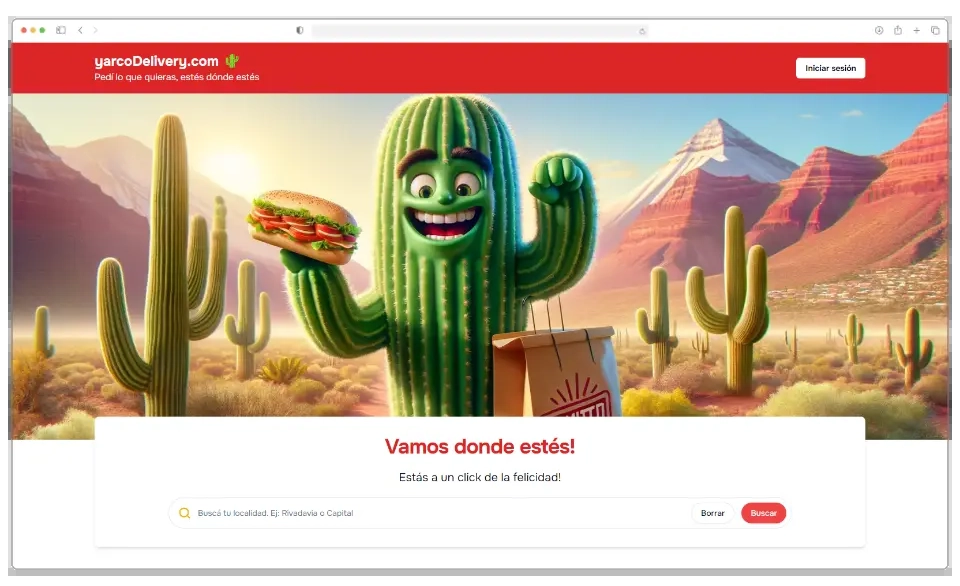 yarcoDelivery.com
Pedí lo que quieras, estés dónde estés
Iniciar sesión
Vamos donde estés!
Estás a un click de la felicidad!
Buscá tu localidad. Ej: Rivadavia o Capital
Borrar
Buscar